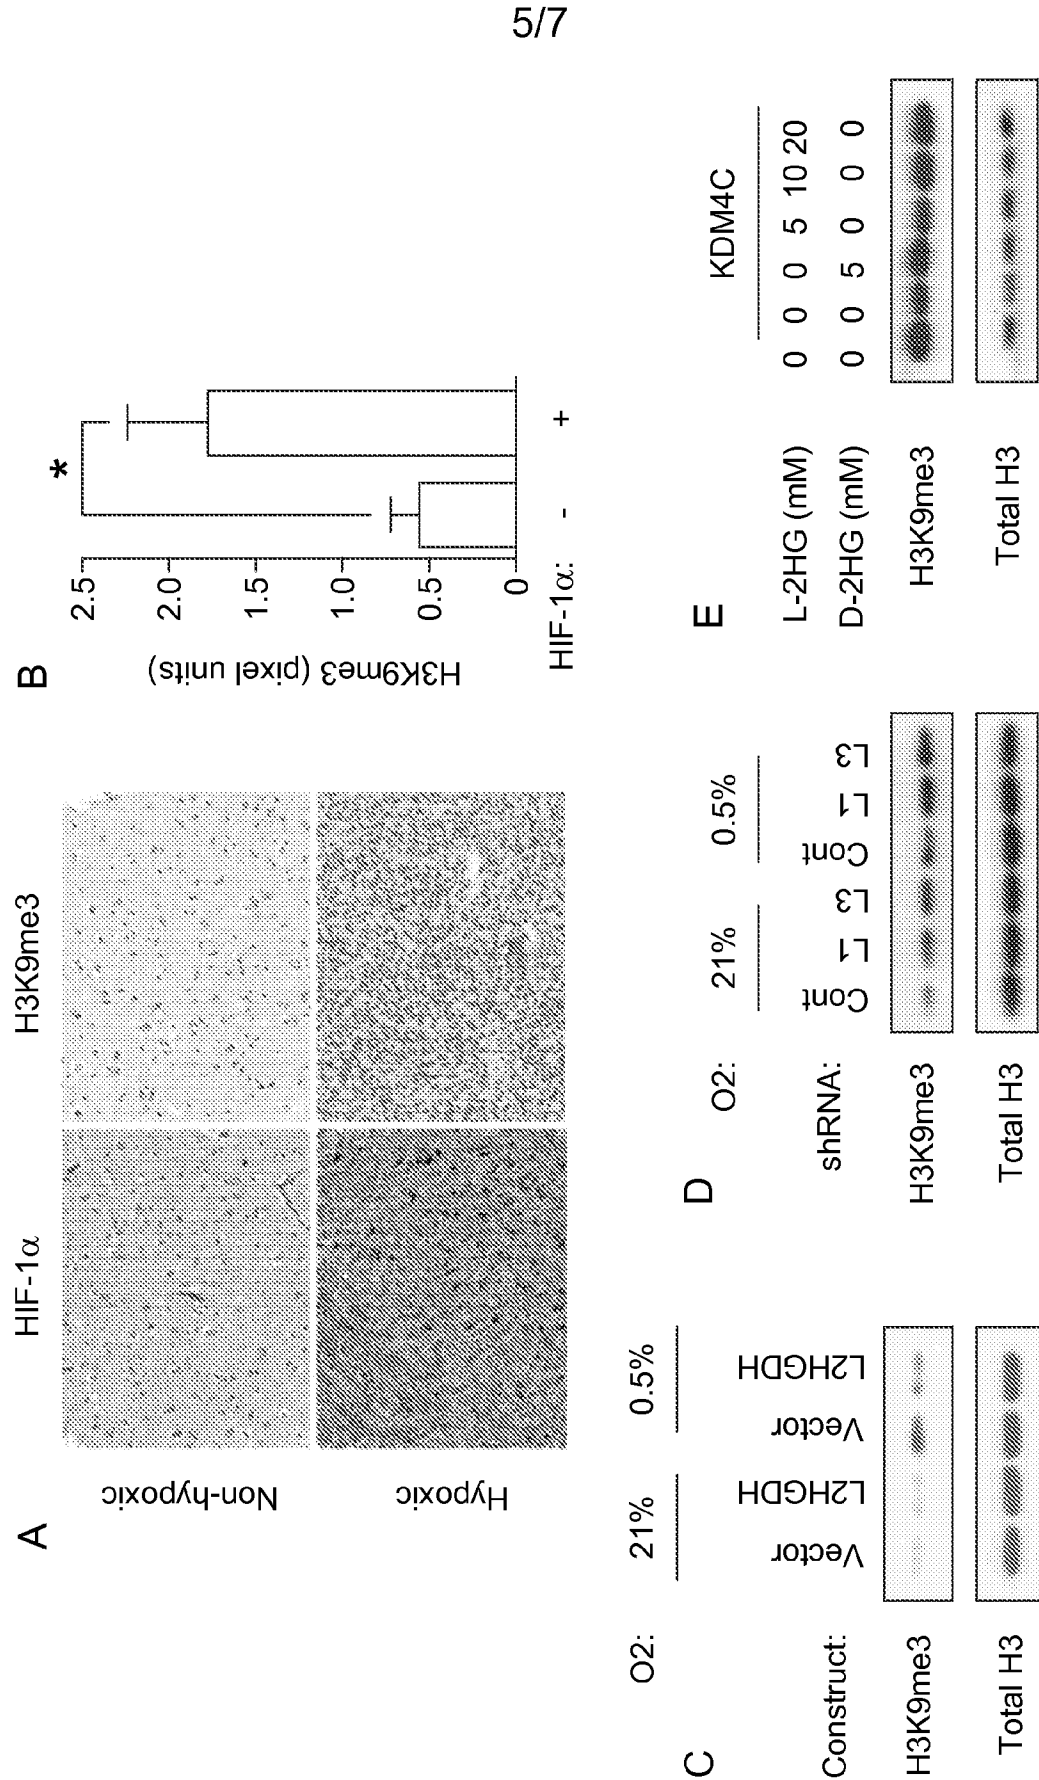 5/7
A
HIF-1α
H3K9me3
Non-hypoxic
Hypoxic
B
H3K9me3 (pixel units)
2.5
2.0
1.5
1.0
0.5
0
*
HIF-1α: - +
C
O2: 21% 0.5%
Construct: Vector L2HGDH Vector L2HGDH
H3K9me3
Total H3
D
O2: 21% 0.5%
shRNA: Cont L1 L3 Cont L1 L3
H3K9me3
Total H3
E
KDM4C
L-2HG (mM) 0 0 0 5 10 20
D-2HG (mM) 0 0 5 0 0 0
H3K9me3
Total H3